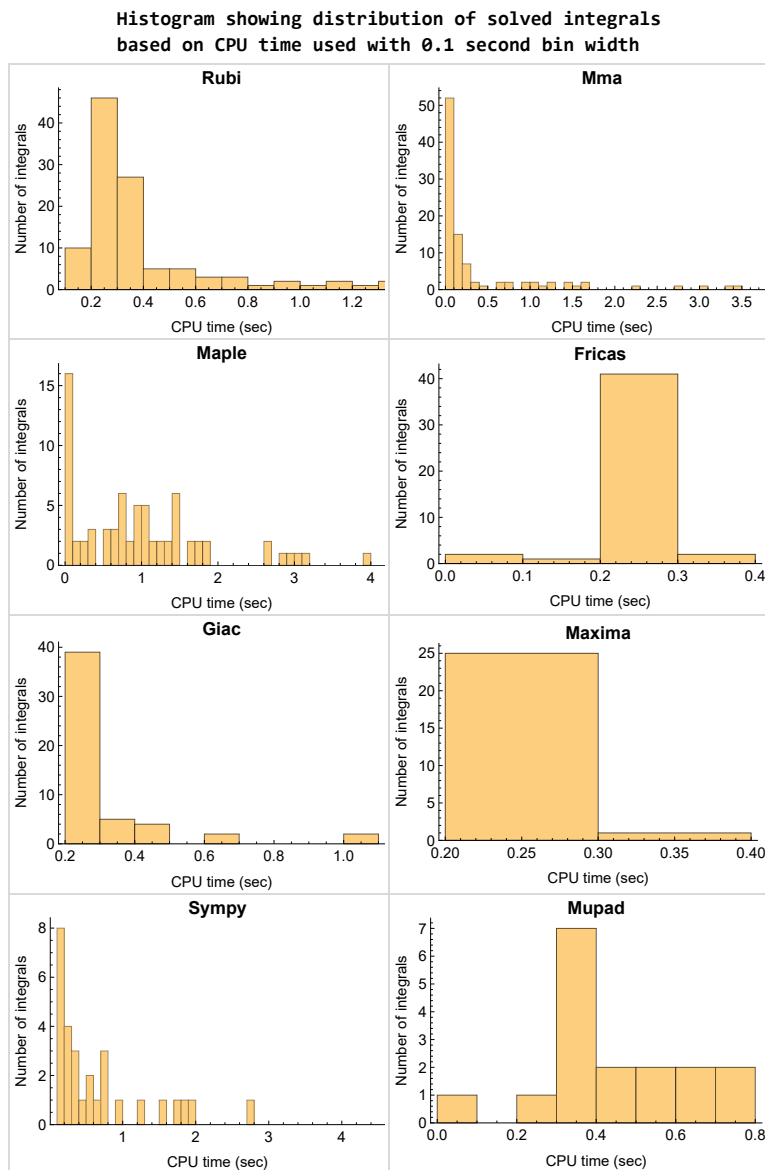 Histogram showing distribution of solved integrals
based on CPU time used with 0.1 second bin width
Rubi
Number of integrals
0
10
20
30
40
0.2 0.4 0.6 0.8 1.0 1.2
CPU time (sec)
Mma
Number of integrals
0
10
20
30
40
50
0.0 0.5 1.0 1.5 2.0 2.5 3.0 3.5
CPU time (sec)
Maple
Number of integrals
0
5
10
15
0 1 2 3 4
CPU time (sec)
Fricas
Number of integrals
0
10
20
30
40
0.0 0.1 0.2 0.3 0.4
CPU time (sec)
Giac
Number of integrals
0
10
20
30
40
0.2 0.4 0.6 0.8 1.0
CPU time (sec)
Maxima
Number of integrals
0
5
10
15
20
25
0.20 0.25 0.30 0.35 0.40
CPU time (sec)
Sympy
Number of integrals
0
2
4
6
8
1 2 3 4
CPU time (sec)
Mupad
Number of integrals
0
1
2
3
4
5
6
7
0.0 0.2 0.4 0.6 0.8
CPU time (sec)